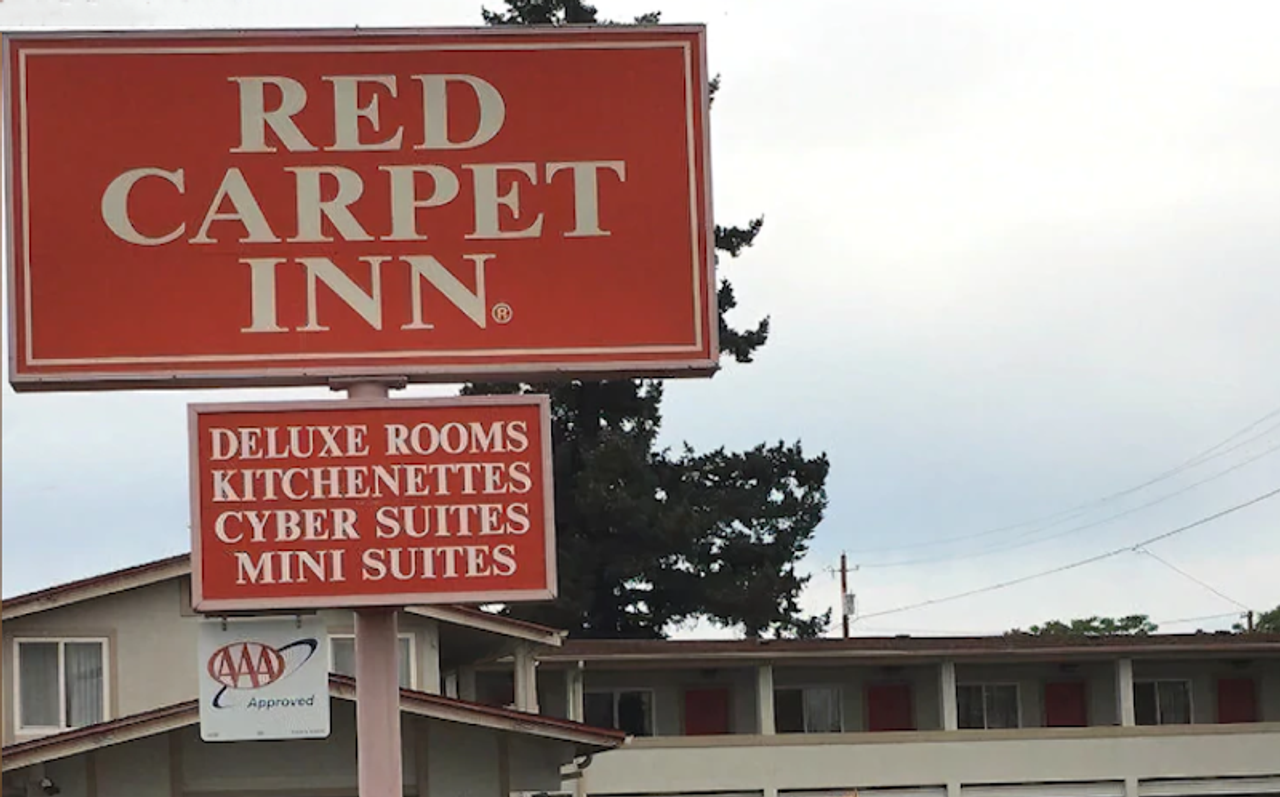 RED
CARPET
INN®
DELUXE ROOMS
KITCHENETTES
CYBER SUITES
MINI SUITES
AAA
Approved